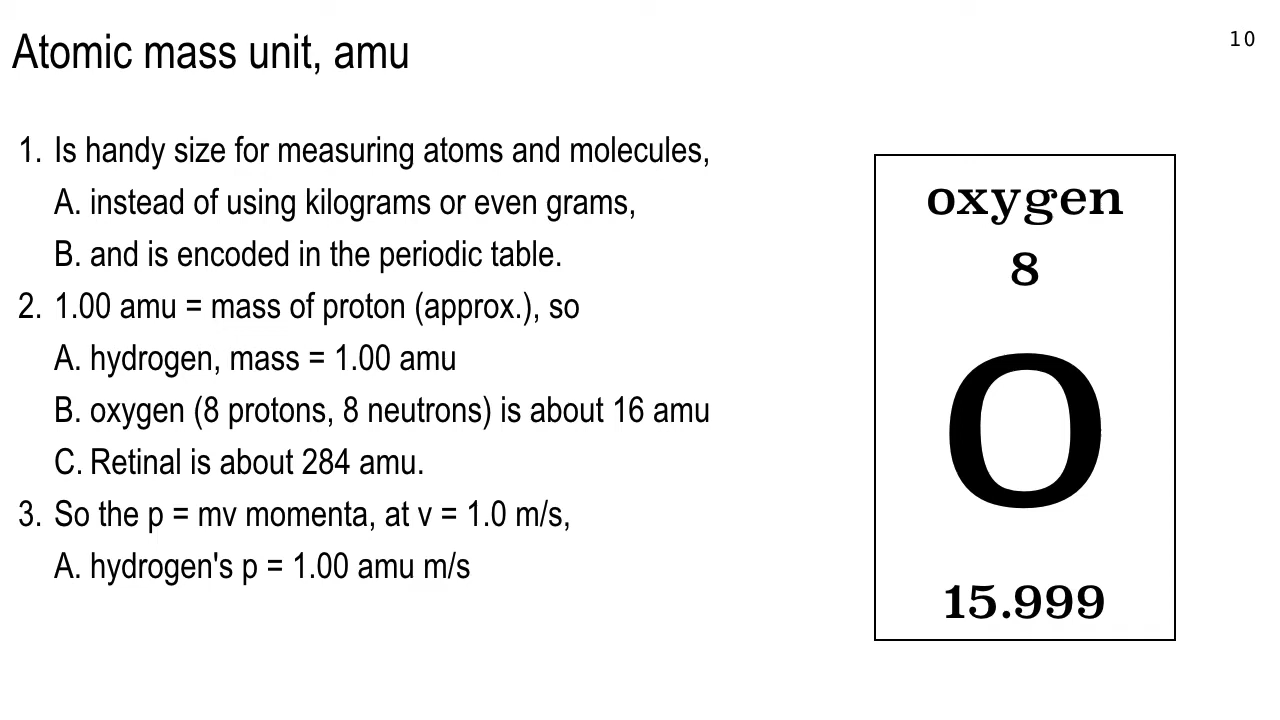 Atomic mass unit, amu
10
1. Is handy size for measuring atoms and molecules,
A. instead of using kilograms or even grams,
B. and is encoded in the periodic table.
2. 1.00 amu = mass of proton (approx.), so
A. hydrogen, mass = 1.00 amu
B. oxygen (8 protons, 8 neutrons) is about 16 amu
C. Retinal is about 284 amu.
3. So the p = mv momenta, at v = 1.0 m/s,
A. hydrogen's p = 1.00 amu m/s
oxygen
8
O
15.999